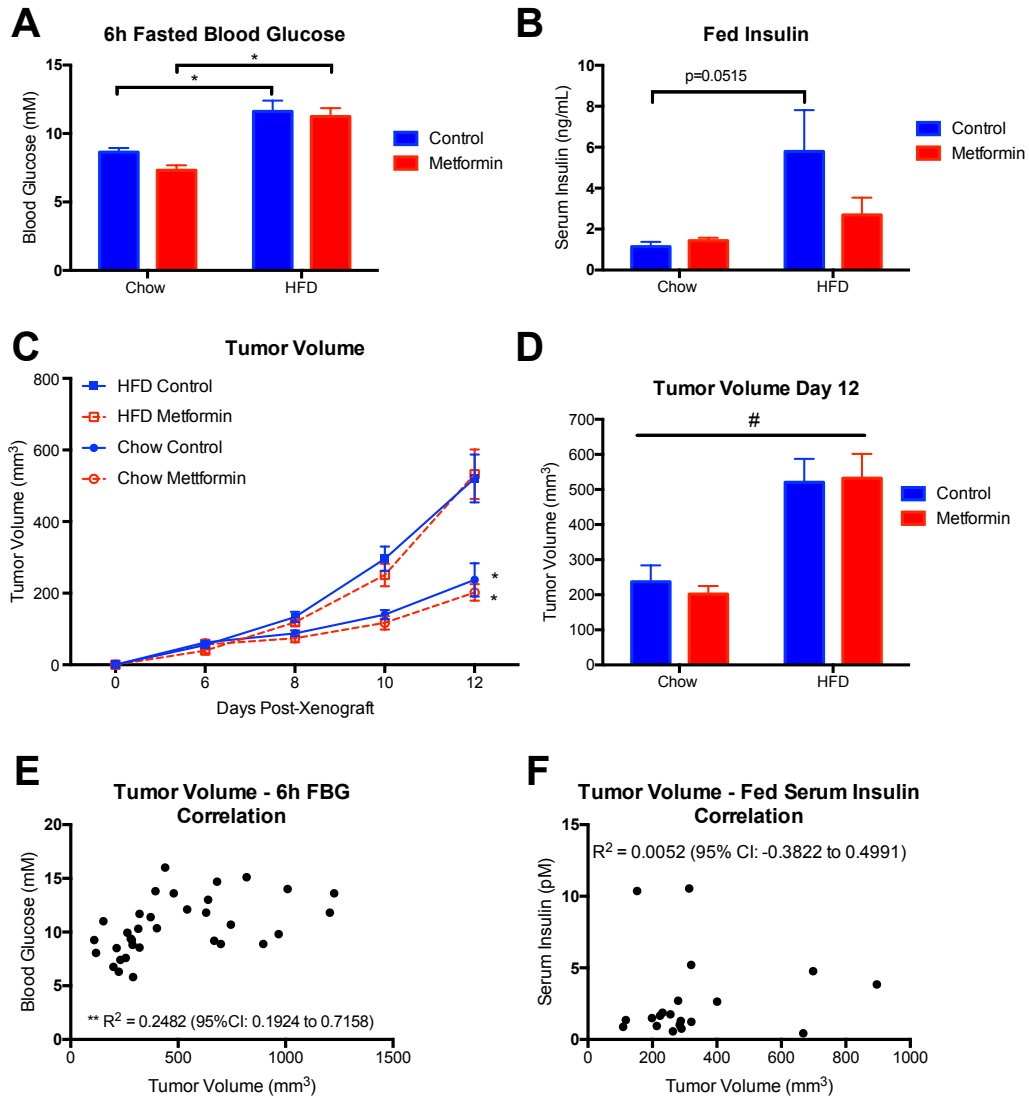 A
6h Fasted Blood Glucose
*
*
15
10
5
0
Blood Glucose (mM)
Chow
HFD
Control
Metformin
B
Fed Insulin
p=0.0515
10
8
6
4
2
0
Serum Insulin (ng/mL)
Chow
HFD
Control
Metformin
C
Tumor Volume
800
600
400
200
0
Tumor Volume (mm³)
HFD Control
HFD Metformin
Chow Control
Chow Mettformin
*
*
0
6
8
10
12
Days Post-Xenograft
D
Tumor Volume Day 12
#
700
600
500
400
300
200
100
0
Tumor Volume (mm³)
Chow
HFD
Control
Metformin
E
Tumor Volume - 6h FBG
Correlation
20
15
10
5
0
Blood Glucose (mM)
** R² = 0.2482 (95%CI: 0.1924 to 0.7158)
0
500
1000
1500
Tumor Volume (mm³)
F
Tumor Volume - Fed Serum Insulin
Correlation
R² = 0.0052 (95% CI: -0.3822 to 0.4991)
15
10
5
0
Serum Insulin (pM)
0
200
400
600
800
1000
Tumor Volume (mm³)